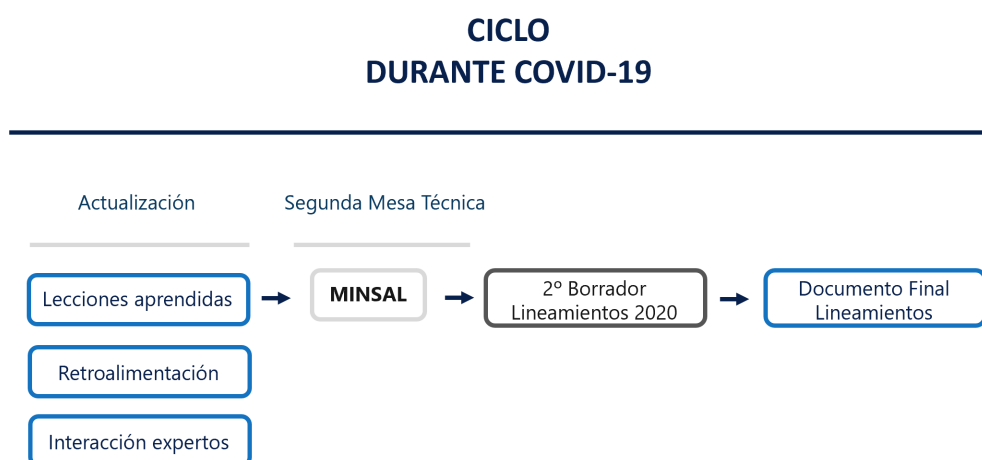 CICLO
DURANTE COVID-19
Actualización
Segunda Mesa Técnica
Lecciones aprendidas
MINSAL
2º Borrador
Lineamientos 2020
Documento Final
Lineamientos
Retroalimentación
Interacción expertos